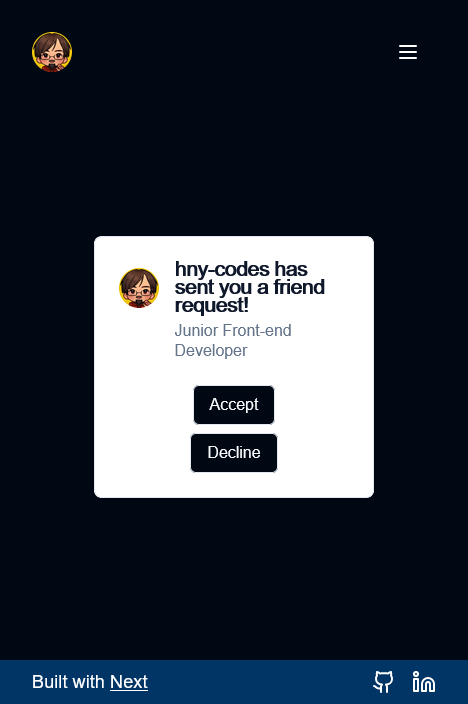 hny-codes has
sent you a friend
request!
Junior Front-end
Developer
Accept
Decline
Built with Next